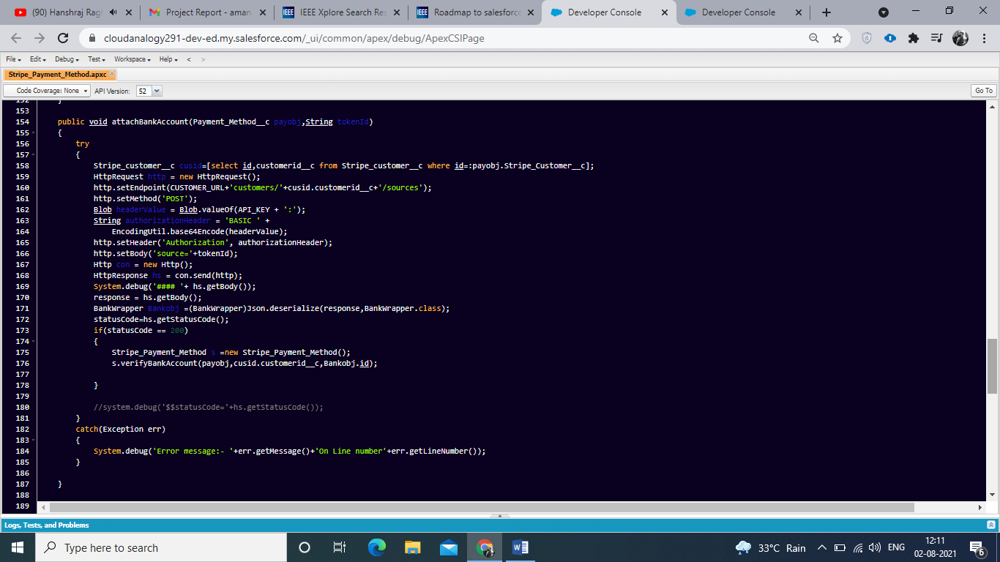 (90) Hanshraj Ragh
Project Report - aman.
IEEE Xplore Search Res
Roadmap to salesforce
Developer Console
Developer Console
cloudanalogy291-dev-ed.my.salesforce.com/_ui/common/apex/debug/ApexCSIPage
File Edit Debug Test Workspace Help < >
Stripe_Payment_Method.apxc
Code Coverage: None API Version: 52 Go To
152 }
153
154 public void attachBankAccount(Payment_Method__c payobj,String tokenId)
155 {
156 try
157 {
158 Stripe_customer__c cusid=[select id,customerid__c from Stripe_customer__c where id=:payobj.Stripe_Customer__c];
159 HttpRequest http = new HttpRequest();
160 http.setEndpoint(CUSTOMER_URL+'customers/'+cusid.customerid__c+'/sources');
161 http.setMethod('POST');
162 Blob headerValue = Blob.valueOf(API_KEY + ':');
163 String authorizationHeader = 'BASIC ' +
164 EncodingUtil.base64Encode(headerValue);
165 http.setHeader('Authorization', authorizationHeader);
166 http.setBody('source='+tokenId);
167 Http con = new Http();
168 HttpResponse hs = con.send(http);
169 System.debug('#### '+ hs.getBody());
170 response = hs.getBody();
171 BankWrapper Bankobj =(BankWrapper)Json.deserialize(response,BankWrapper.class);
172 statusCode=hs.getStatusCode();
173 if(statusCode == 200)
174 {
175 Stripe_Payment_Method s =new Stripe_Payment_Method();
176 s.verifyBankAccount(payobj,cusid.customerid__c,Bankobj.id);
177
178 }
179
180 //system.debug('$$statusCode='+hs.getStatusCode());
181 }
182 catch(Exception err)
183 {
184 System.debug('Error message:- '+err.getMessage()+'On Line number'+err.getLineNumber());
185 }
186
187 }
188
189
Logs, Tests, and Problems
Type here to search
33°C Rain
ENG
12:11
02-08-2021
6